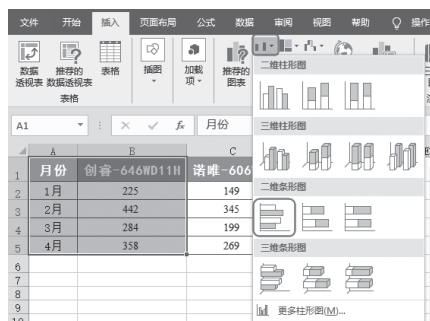 文件 开始 插入 页面布局 公式 数据 审阅 视图 帮助 操作
数据透视表 推荐的数据透视表 表格 插图 加载项 推荐的图表
表格
二维柱形图
A1 fx 月份
三维柱形图
A B C
1 月份 创睿-646WD11H 诺唯-606
2 1月 225 149
3 2月 442 345
4 3月 284 199
5 4月 358 269
6
7
8
9
10
二维条形图
三维条形图
更多柱形图(M)...